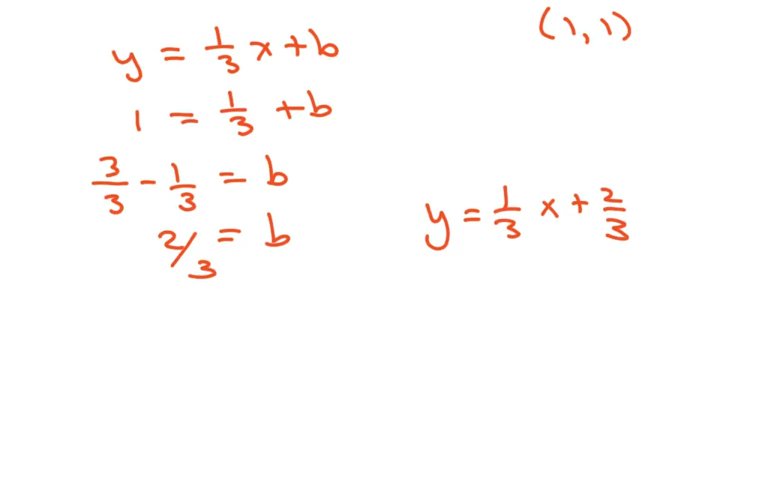 y = 1/3 x + b
(1, 1)
1 = 1/3 + b
3/3 - 1/3 = b
2/3 = b
y = 1/3 x + 2/3